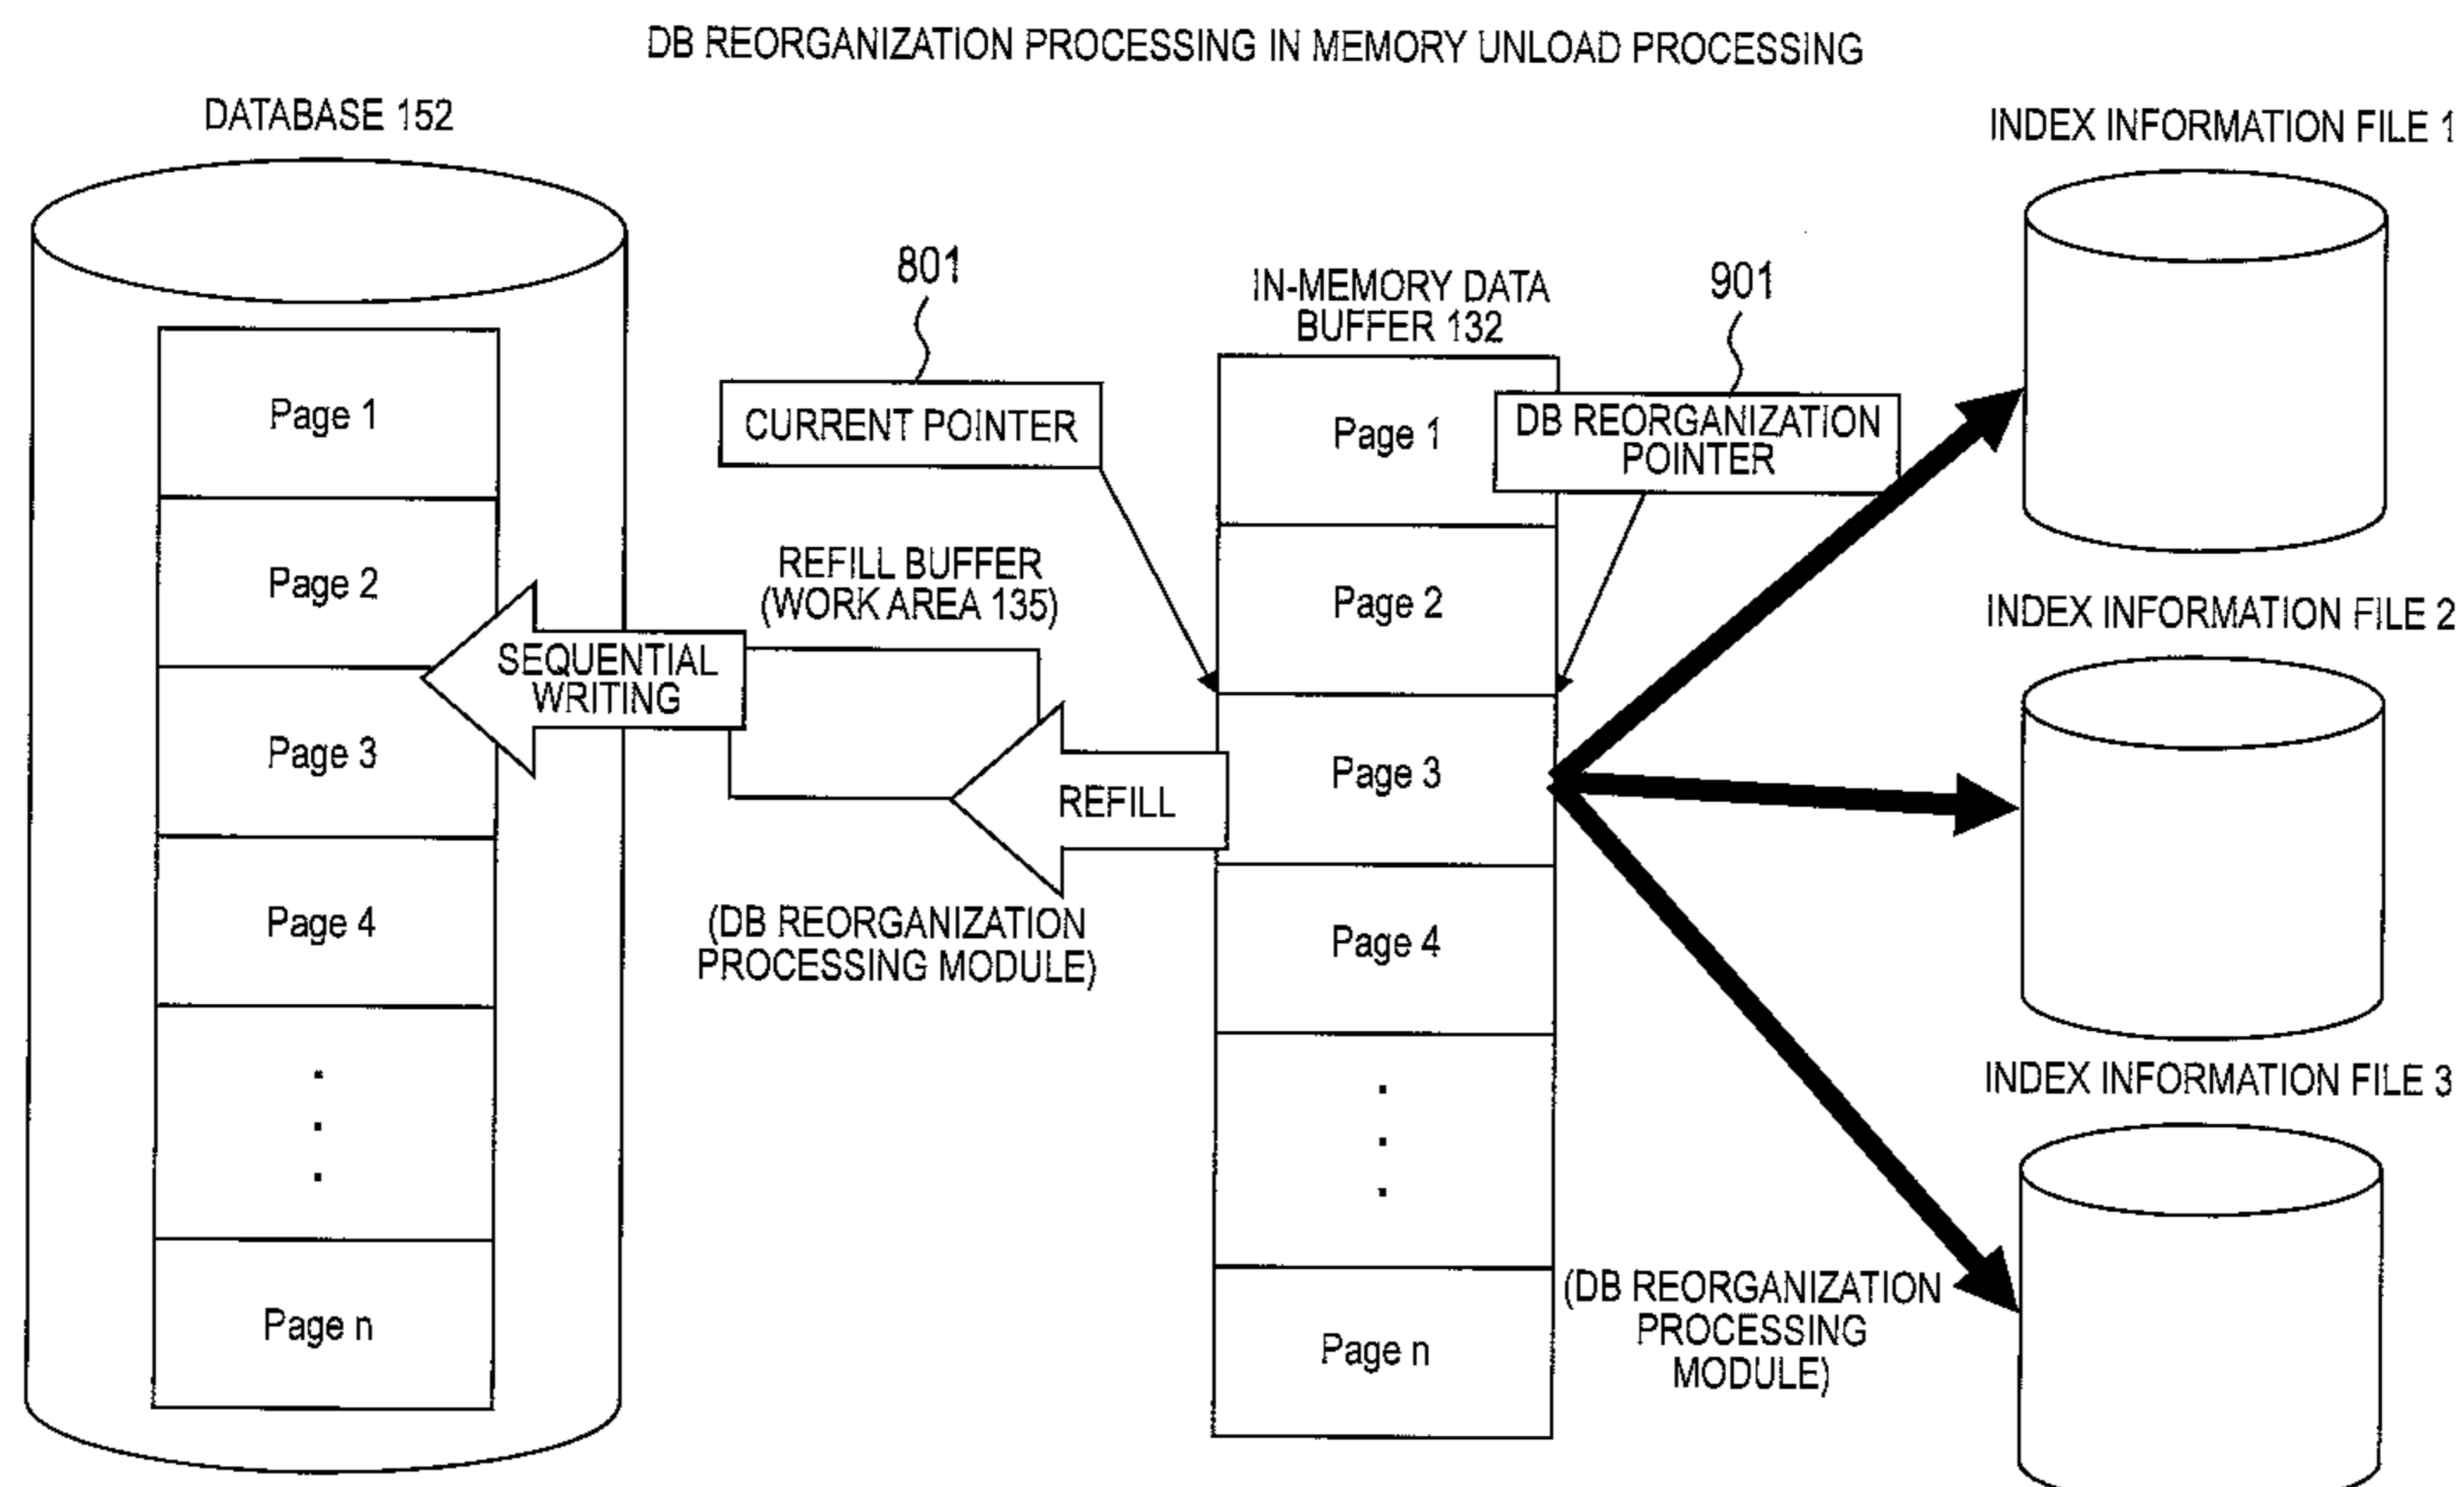 DB REORGANIZATION PROCESSING IN MEMORY UNLOAD PROCESSING
DATABASE 152
Page 1
Page 2
Page 3
Page 4
Page n
SEQUENTIAL
WRITING
801
CURRENT POINTER
REFILL BUFFER
(WORK AREA 135)
REFILL
(DB REORGANIZATION
PROCESSING MODULE)
IN-MEMORY DATA
BUFFER 132
Page 1
Page 2
Page 3
Page 4
Page n
901
DB REORGANIZATION
POINTER
(DB REORGANIZATION
PROCESSING
MODULE)
INDEX INFORMATION FILE 1
INDEX INFORMATION FILE 2
INDEX INFORMATION FILE 3